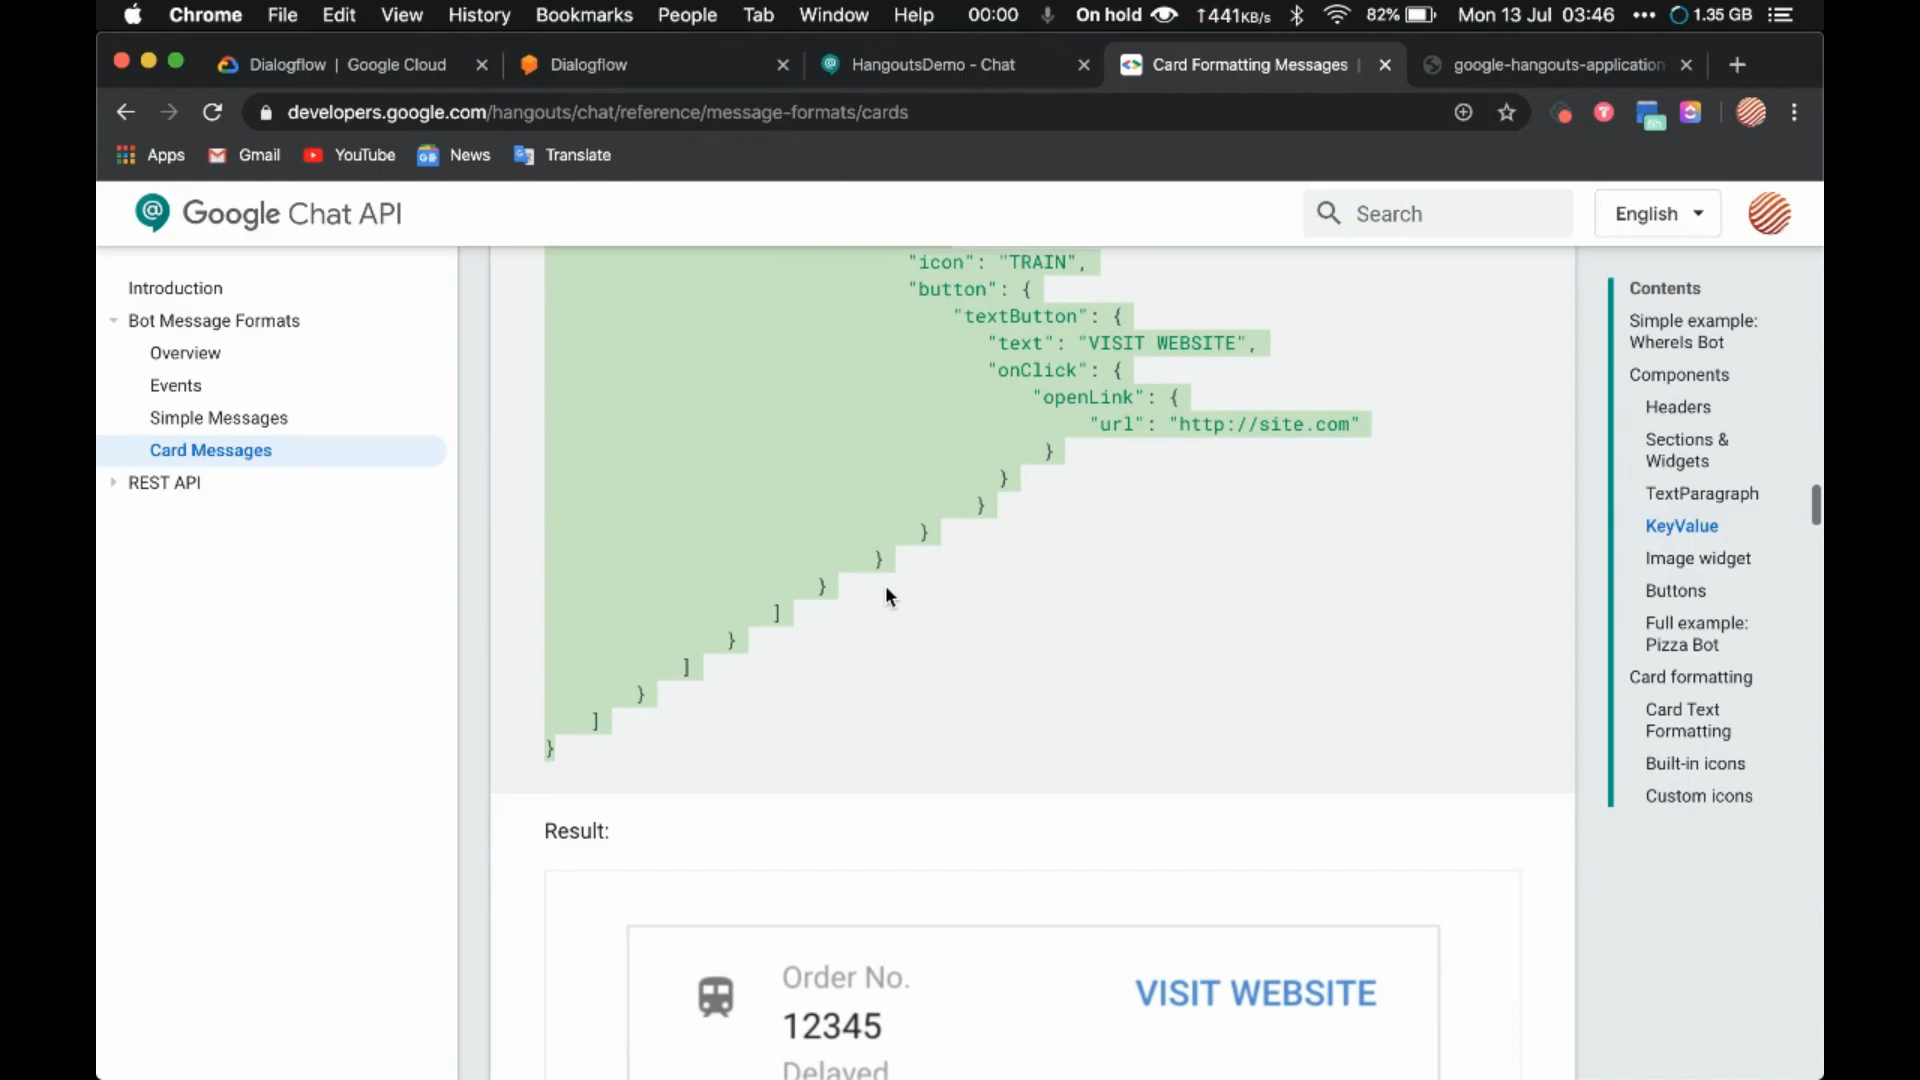 Chrome File Edit View History Bookmarks People Tab Window Help 00:00 On hold ↑441KB/s 82% Mon 13 Jul 03:46 ••• 1.35 GB
Dialogflow | Google Cloud
Dialogflow
HangoutsDemo - Chat
Card Formatting Messages |
google-hangouts-application
developers.google.com/hangouts/chat/reference/message-formats/cards
Apps Gmail YouTube News Translate
Google Chat API
Search
English
Introduction
Bot Message Formats
Overview
Events
Simple Messages
Card Messages
REST API
"icon": "TRAIN",
"button": {
"textButton": {
"text": "VISIT WEBSITE",
"onClick": {
"openLink": {
"url": "http://site.com"
}
}
}
}
}
}
]
}
]
}
]
}
Result:
Order No.
12345
Delayed
VISIT WEBSITE
Contents
Simple example:
WhereIs Bot
Components
Headers
Sections &
Widgets
TextParagraph
KeyValue
Image widget
Buttons
Full example:
Pizza Bot
Card formatting
Card Text
Formatting
Built-in icons
Custom icons